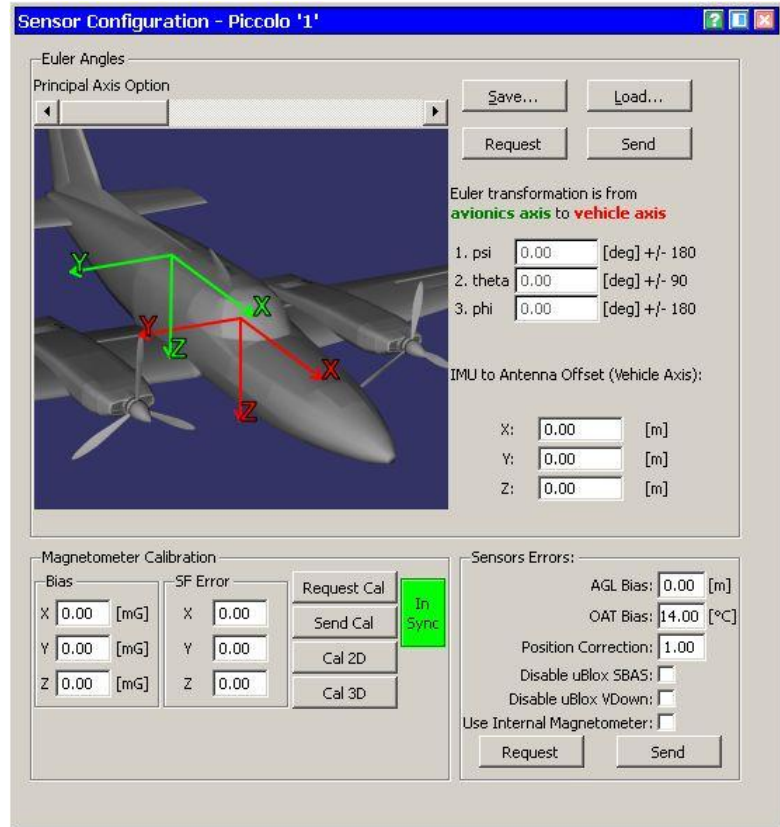 Sensor Configuration - Piccolo '1'
Euler Angles
Principal Axis Option
Save... Load...
Request Send
Euler transformation is from
avionics axis to vehicle axis
1. psi 0.00 [deg] +/- 180
2. theta 0.00 [deg] +/- 90
3. phi 0.00 [deg] +/- 180
Y
X
Z
Y
X
Z
IMU to Antenna Offset (Vehicle Axis):
X: 0.00 [m]
Y: 0.00 [m]
Z: 0.00 [m]
Magnetometer Calibration
Bias
X 0.00 [mG]
Y 0.00 [mG]
Z 0.00 [mG]
SF Error
X 0.00
Y 0.00
Z 0.00
Request Cal
Send Cal
Cal 2D
Cal 3D
In
Sync
Sensors Errors:
AGL Bias: 0.00 [m]
OAT Bias: 14.00 [°C]
Position Correction: 1.00
Disable uBlox SBAS:
Disable uBlox VDown:
Use Internal Magnetometer:
Request Send